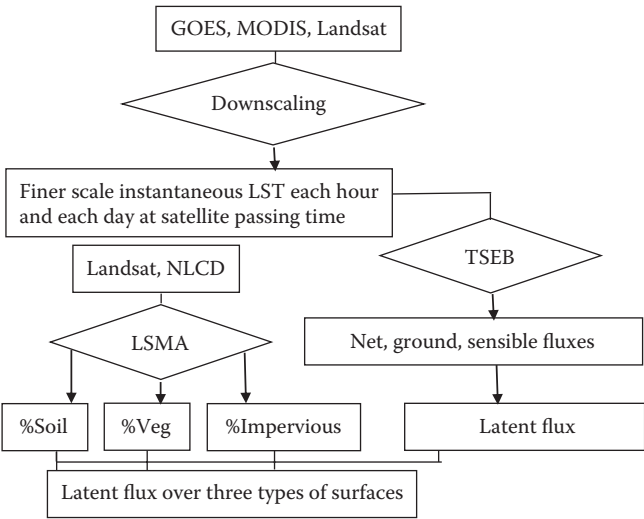 GOES, MODIS, Landsat
Downscaling
Finer scale instantaneous LST each hour
and each day at satellite passing time
Landsat, NLCD
TSEB
LSMA
Net, ground, sensible fluxes
%Soil
%Veg
%Impervious
Latent flux
Latent flux over three types of surfaces